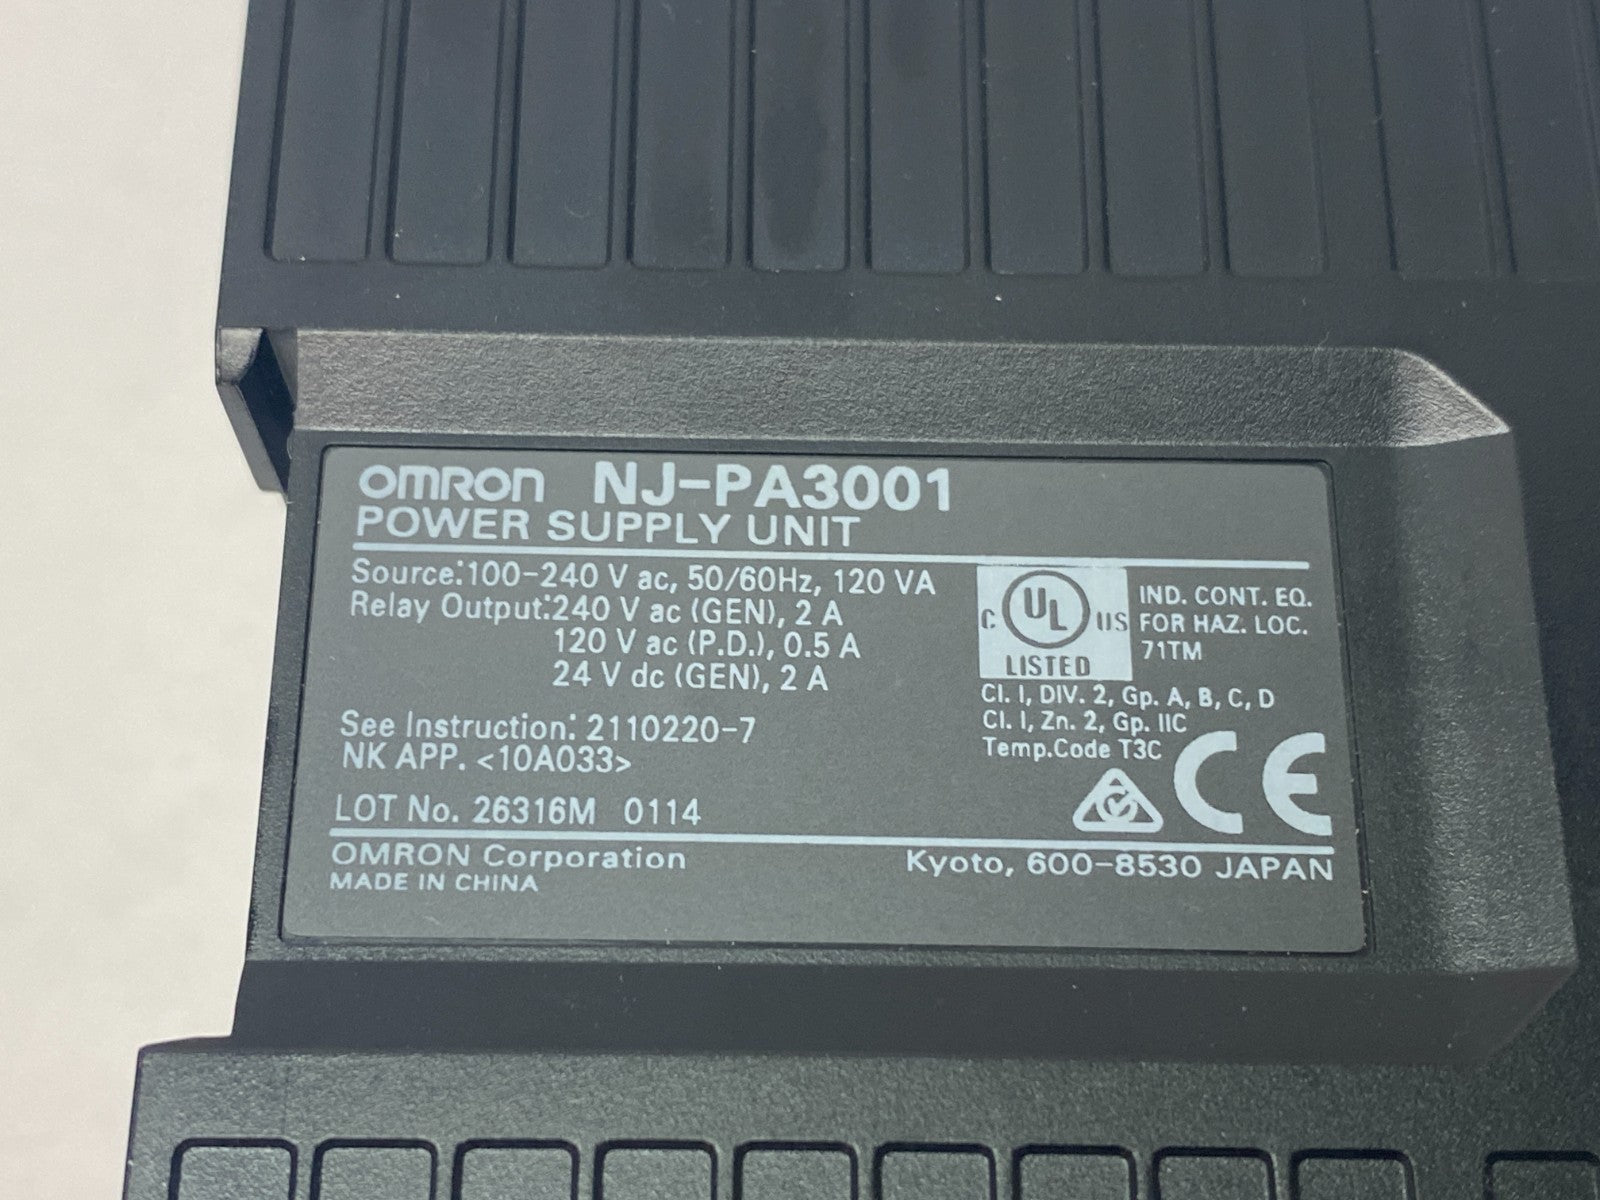 OMRON NJ-PA3001
POWER SUPPLY UNIT
Source:100-240 V ac, 50/60Hz, 120 VA
Relay Output:240 V ac (GEN), 2 A
120 V ac (P.D.), 0.5 A
24 V dc (GEN), 2 A
See Instruction: 2110220-7
NK APP. <10A033>
LOT No. 26316M 0114
C UL US
LISTED
IND. CONT. EQ.
FOR HAZ. LOC.
71TM
Cl. I, DIV. 2, Gp. A, B, C, D
Cl. I, Zn. 2, Gp. IIC
Temp.Code T3C
CE
OMRON Corporation
MADE IN CHINA
Kyoto, 600-8530 JAPAN